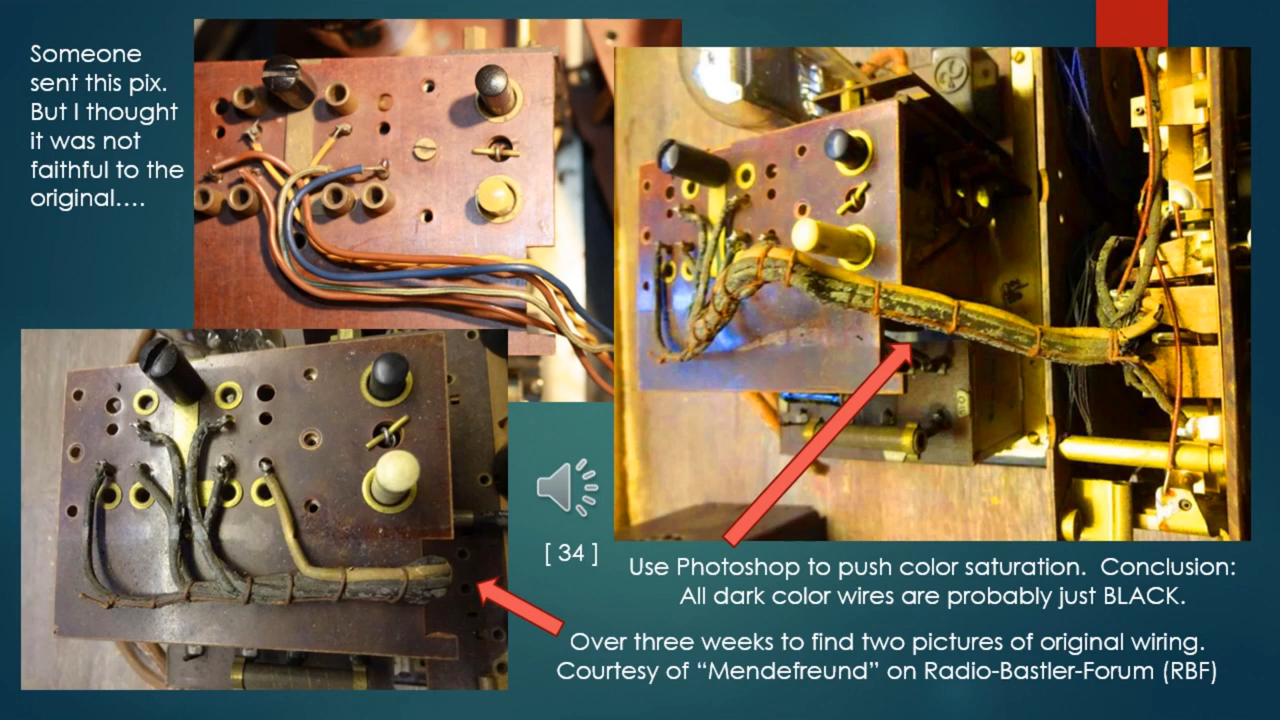 Someone
sent this pix.
But I thought
it was not
faithful to the
original....
[ 34 ]
Use Photoshop to push color saturation.  Conclusion:
All dark color wires are probably just BLACK.
Over three weeks to find two pictures of original wiring.
Courtesy of “Mendefreund” on Radio-Bastler-Forum (RBF)